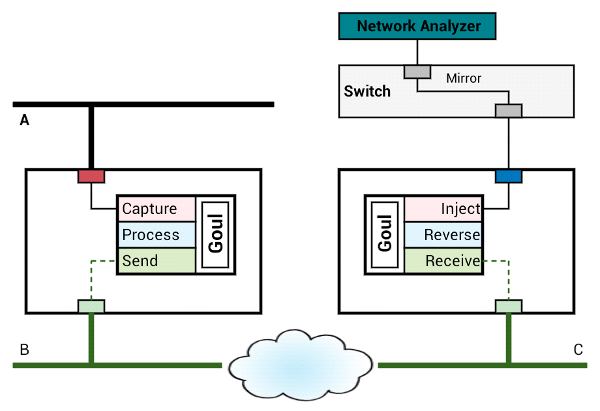 Network Analyzer
Mirror
Switch
A
Capture
Process
Send
Goul
Goul
Inject
Reverse
Receive
B
C